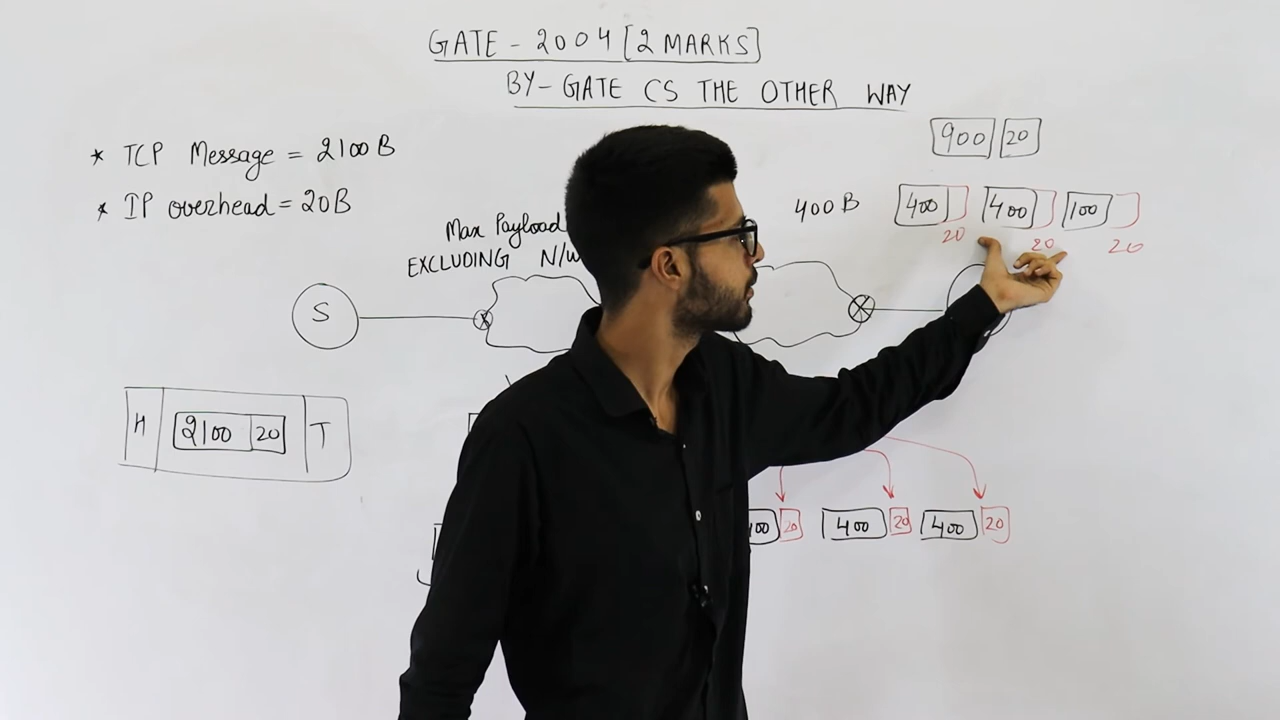 GATE - 2004 [2 MARKS]
BY- GATE CS THE OTHER WAY
* TCP Message = 2100 B
* IP overhead = 20B
900 20
Max Payload
EXCLUDING
400 B
400 400 100
20 20 20
S
H 2100 20 T
20 400 20 400 20